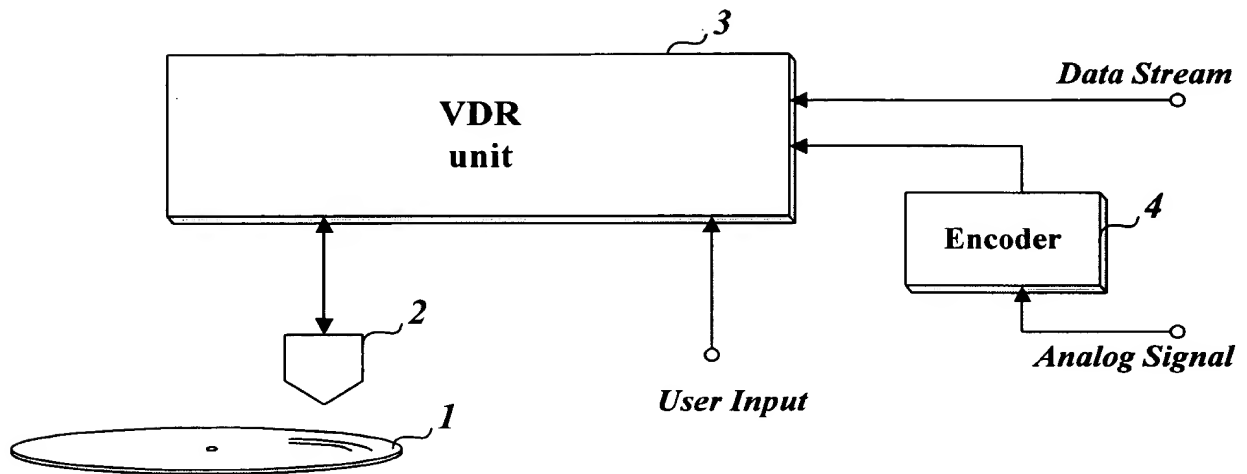 3
VDR
unit
Data Stream
4
Encoder
2
Analog Signal
User Input
1